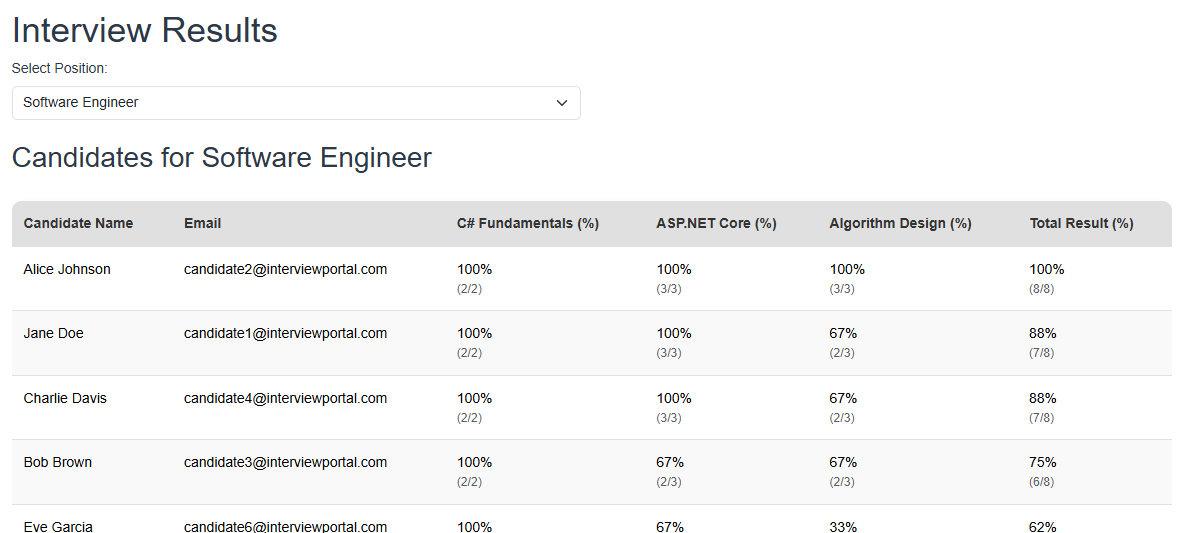 Interview Results
Select Position:
Software Engineer
Candidates for Software Engineer
Candidate Name Email C# Fundamentals (%) ASP.NET Core (%) Algorithm Design (%) Total Result (%)
Alice Johnson candidate2@interviewportal.com 100% 100% 100% 100%
(2/2) (3/3) (3/3) (8/8)
Jane Doe candidate1@interviewportal.com 100% 100% 67% 88%
(2/2) (3/3) (2/3) (7/8)
Charlie Davis candidate4@interviewportal.com 100% 100% 67% 88%
(2/2) (3/3) (2/3) (7/8)
Bob Brown candidate3@interviewportal.com 100% 67% 67% 75%
(2/2) (2/3) (2/3) (6/8)
Eve Garcia candidate6@interviewportal.com 100% 67% 33% 62%